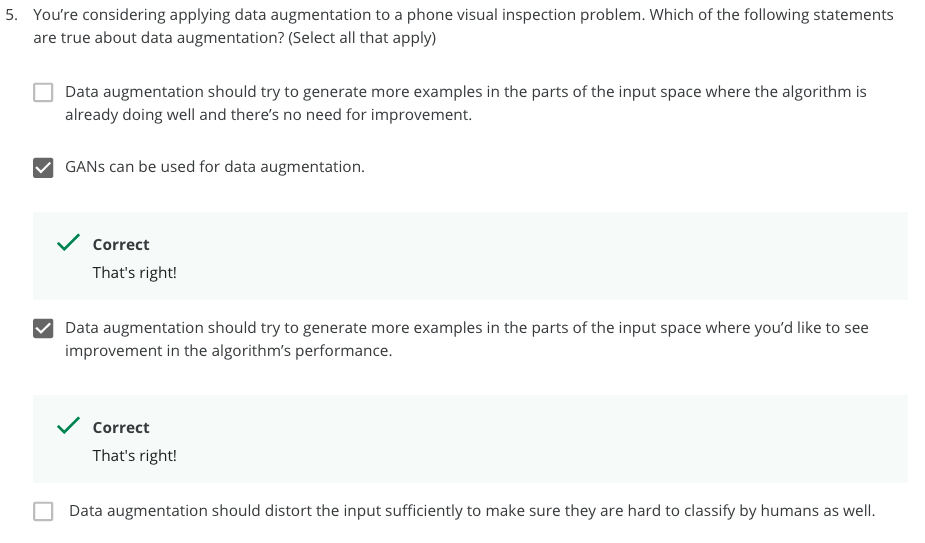 5. You’re considering applying data augmentation to a phone visual inspection problem. Which of the following statements
are true about data augmentation? (Select all that apply)
Data augmentation should try to generate more examples in the parts of the input space where the algorithm is
already doing well and there’s no need for improvement.
GANs can be used for data augmentation.
Correct
That's right!
Data augmentation should try to generate more examples in the parts of the input space where you’d like to see
improvement in the algorithm’s performance.
Correct
That's right!
Data augmentation should distort the input sufficiently to make sure they are hard to classify by humans as well.